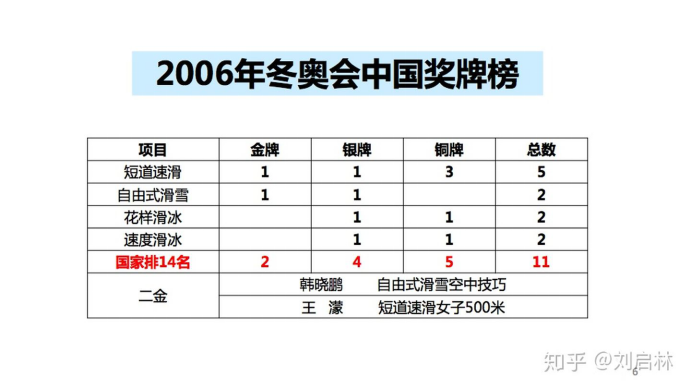 2006年冬奥会中国奖牌榜
项目 金牌 银牌 铜牌 总数
短道速滑 1 1 3 5
自由式滑雪 1 1 2
花样滑冰 1 1 2
速度滑冰 1 1 2
国家排14名 2 4 5 11
二金 韩晓鹏 自由式滑雪空中技巧
王 濛 短道速滑女子500米
知乎 @刘启林
6